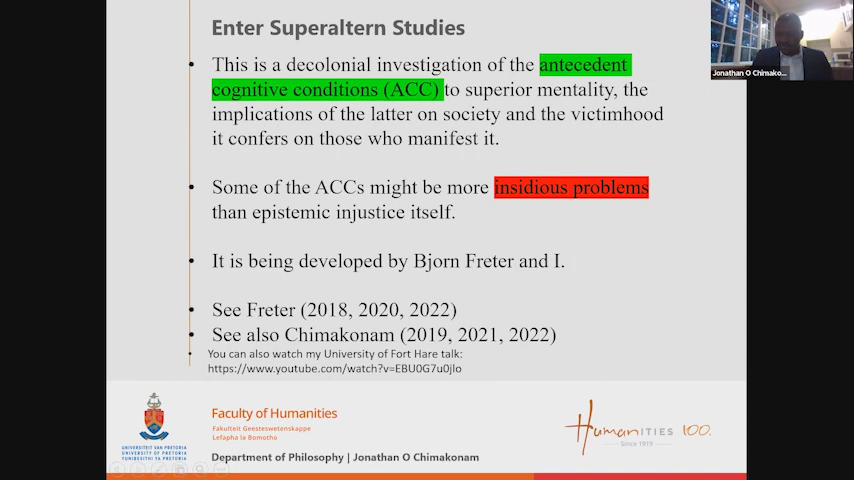 Enter Superaltern Studies
• This is a decolonial investigation of the antecedent
cognitive conditions (ACC) to superior mentality, the
implications of the latter on society and the victimhood
it confers on those who manifest it.
• Some of the ACCs might be more insidious problems
than epistemic injustice itself.
• It is being developed by Bjorn Freter and I.
• See Freter (2018, 2020, 2022)
• See also Chimakonam (2019, 2021, 2022)
• You can also watch my University of Fort Hare talk:
https://www.youtube.com/watch?v=EBU0G7u0jlo
Jonathan O Chimako...
UNIVERSITEIT VAN PRETORIA
UNIVERSITY OF PRETORIA
YUNIBESITHI YA PRETORIA
Faculty of Humanities
Fakulteit Geesteswetenskappe
Lefapha la Bomotho
Department of Philosophy | Jonathan O Chimakonam
Humanities 100.
Since 1919